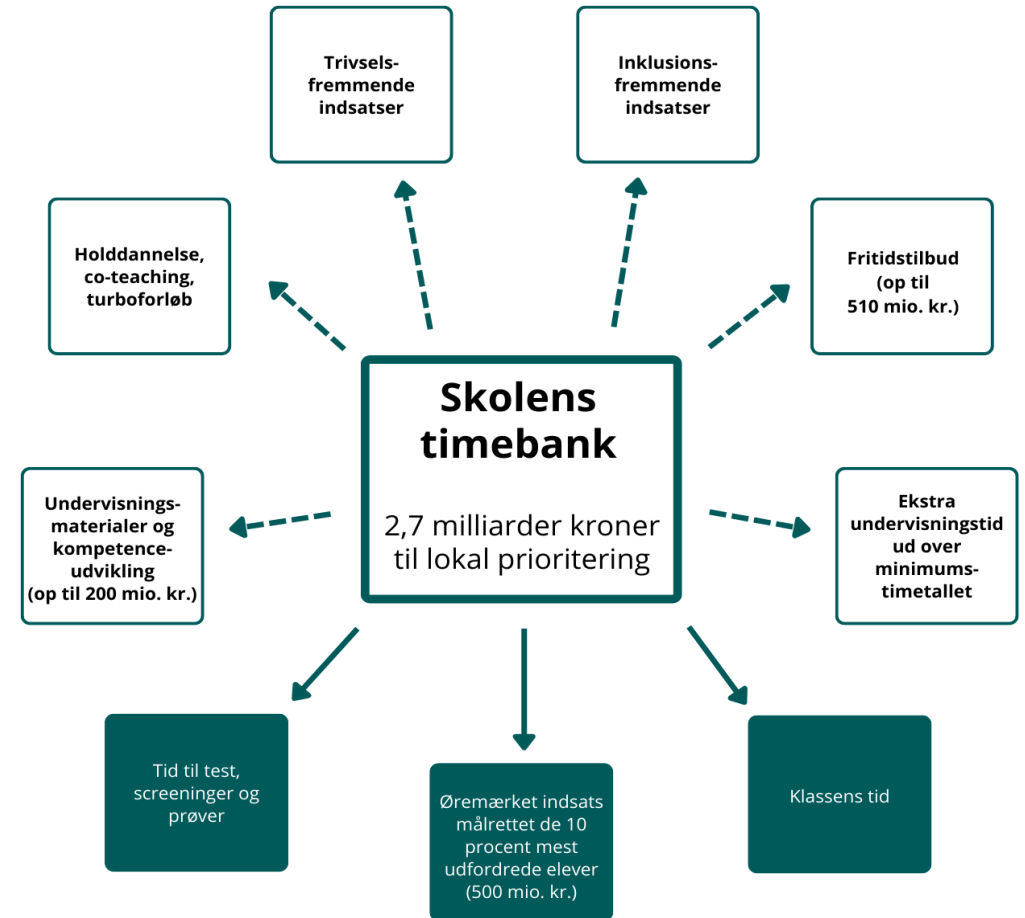 Trivsels-
fremmende
indsatser
Inklusions-
fremmende
indsatser
Holddannelse,
co-teaching,
turboforløb
Fritidstilbud
(op til
510 mio. kr.)
Skolens
timebank
2,7 milliarder kroner
til lokal prioritering
Undervisnings-
materialer og
kompetence-
udvikling
(op til 200 mio. kr.)
Ekstra
undervisningstid
ud over
minimums-
timetallet
Tid til test,
screeninger og
prøver
Øremærket indsats
målrettet de 10
procent mest
udfordrede elever
(500 mio. kr.)
Klassens tid